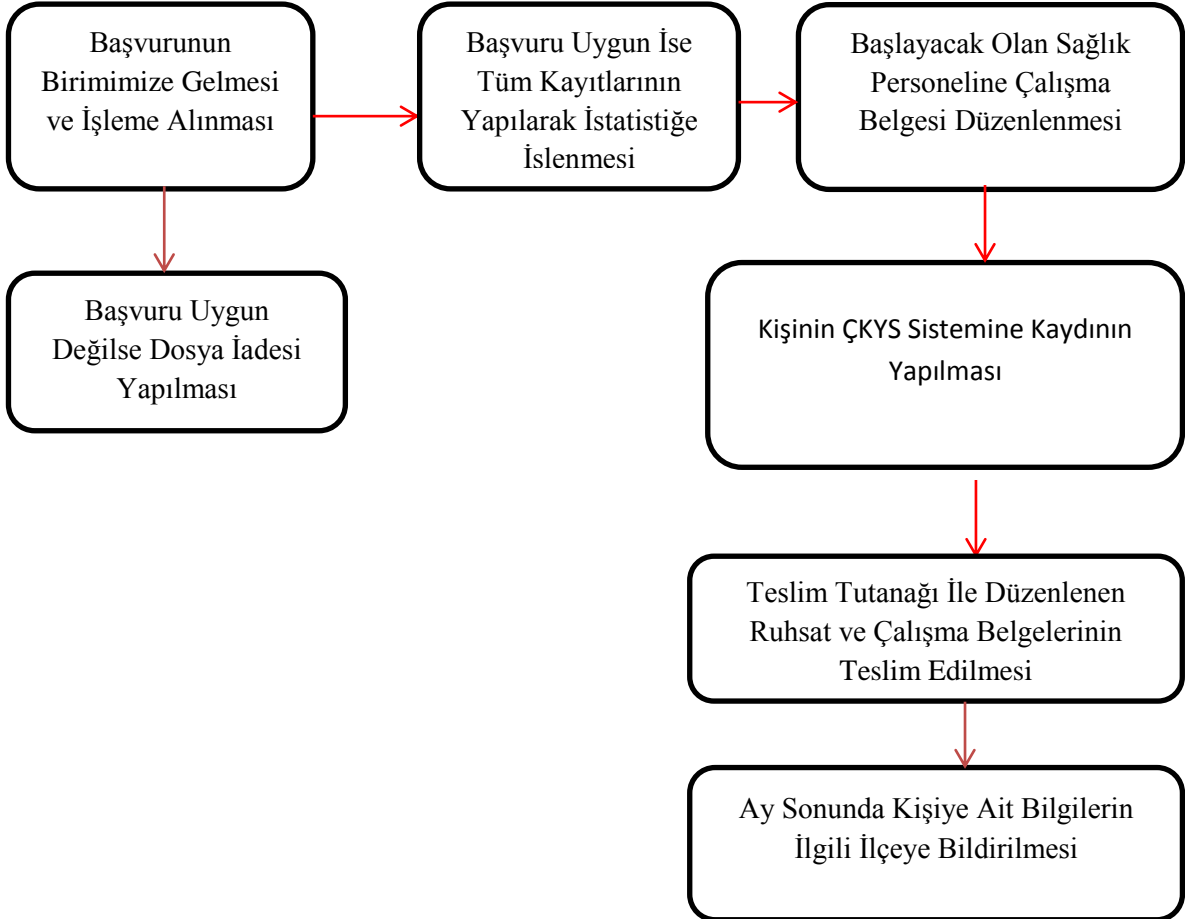 Başvurunun
Birimimize Gelmesi
ve İşleme Alınması
Başvuru Uygun İse
Tüm Kayıtlarının
Yapılarak İstatistiğe
İslenmesi
Başlayacak Olan Sağlık
Personeline Çalışma
Belgesi Düzenlenmesi
Başvuru Uygun
Değilse Dosya İadesi
Yapılması
Kişinin ÇKYS Sistemine Kaydının
Yapılması
Teslim Tutanağı İle Düzenlenen
Ruhsat ve Çalışma Belgelerinin
Teslim Edilmesi
Ay Sonunda Kişiye Ait Bilgilerin
İlgili İlçeye Bildirilmesi